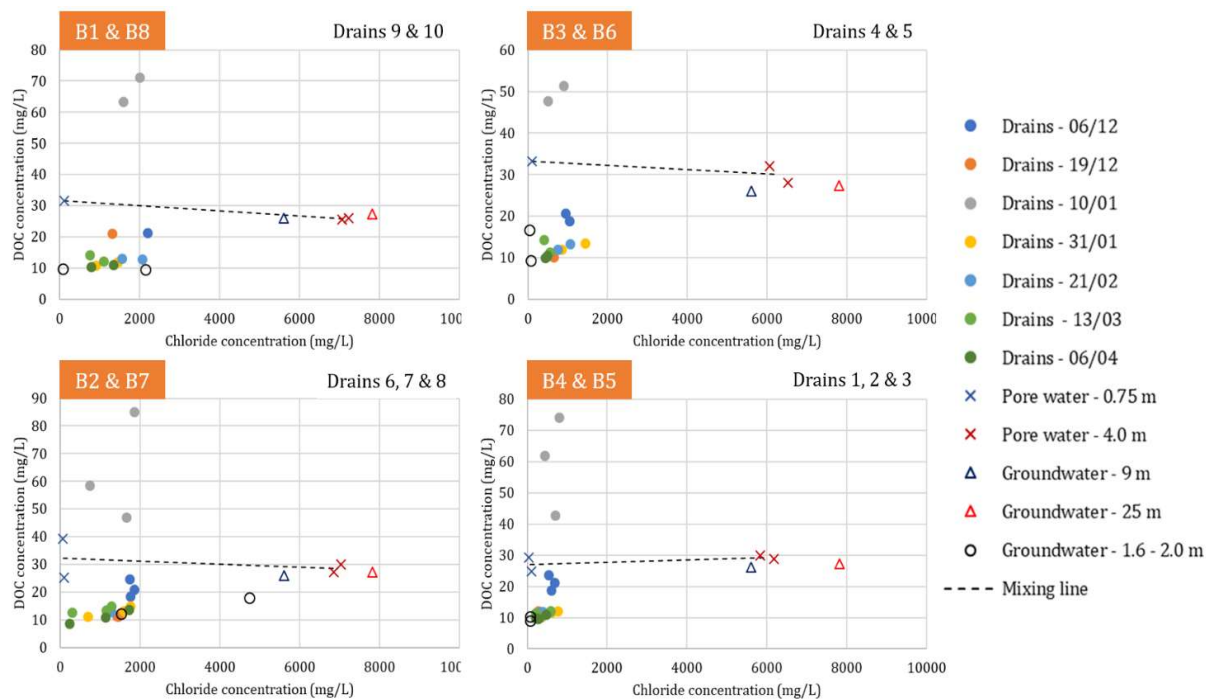 B1 & B8
Drains 9 & 10
80
70
60
50
40
30
20
10
0
DOC concentration (mg/L)
0 2000 4000 6000 8000 100
Chloride concentration (mg/L)
B3 & B6
Drains 4 & 5
60
50
40
30
20
10
0
DOC concentration (mg/L)
0 2000 4000 6000 8000 10000
Chloride concentration (mg/L)
B2 & B7
Drains 6, 7 & 8
90
80
70
60
50
40
30
20
10
0
DOC concentration (mg/L)
0 2000 4000 6000 8000 100
Chloride concentration (mg/L)
B4 & B5
Drains 1, 2 & 3
80
70
60
50
40
30
20
10
0
DOC concentration (mg/L)
0 2000 4000 6000 8000 10000
Chloride concentration (mg/L)
Drains - 06/12
Drains - 19/12
Drains - 10/01
Drains - 31/01
Drains - 21/02
Drains - 13/03
Drains - 06/04
Pore water - 0.75 m
Pore water - 4.0 m
Groundwater - 9 m
Groundwater - 25 m
Groundwater - 1.6 - 2.0 m
Mixing line